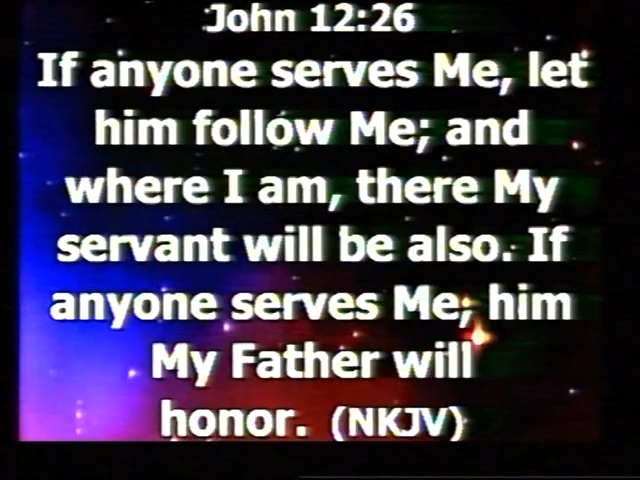 John 12:26
If anyone serves Me, let
him follow Me; and
where I am, there My
servant will be also. If
anyone serves Me; him
My Father will
honor. (NKJV)